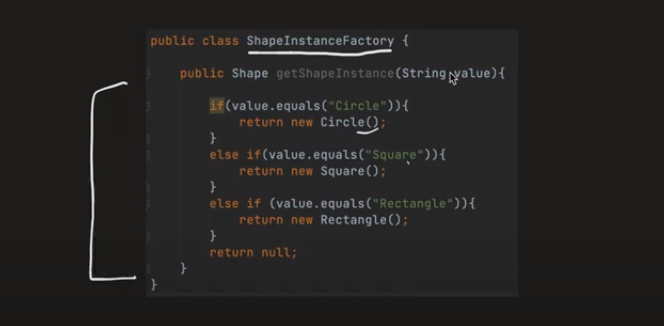 public class ShapeInstanceFactory {
public Shape getShapeInstance(String value){
if(value.equals("Circle")){
return new Circle();
}
else if(value.equals("Square")){
return new Square();
}
else if (value.equals("Rectangle")){
return new Rectangle();
}
return null;
}
}